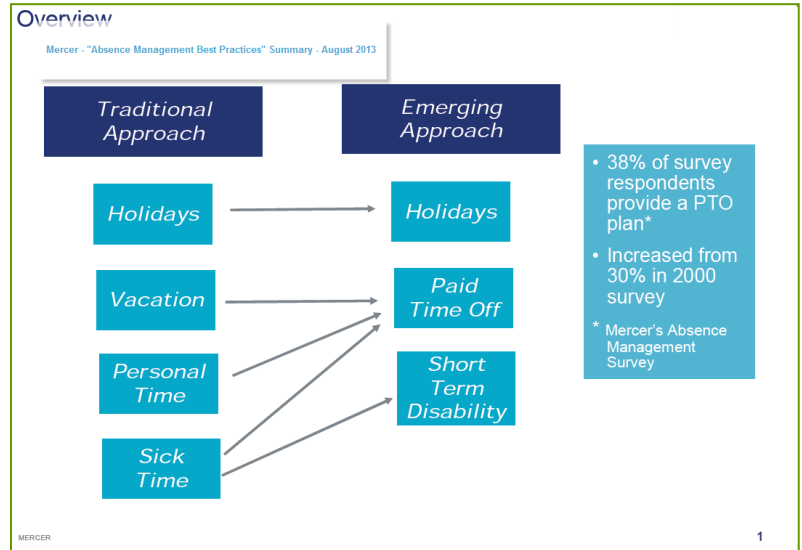 Overview
Mercer - "Absence Management Best Practices" Summary - August 2013
Traditional
Approach
Emerging
Approach
Holidays
Holidays
Vacation
Paid
Time Off
Personal
Time
Short
Term
Disability
Sick
Time
• 38% of survey
respondents
provide a PTO
plan*
• Increased from
30% in 2000
survey
* Mercer's Absence
Management
Survey
MERCER
1